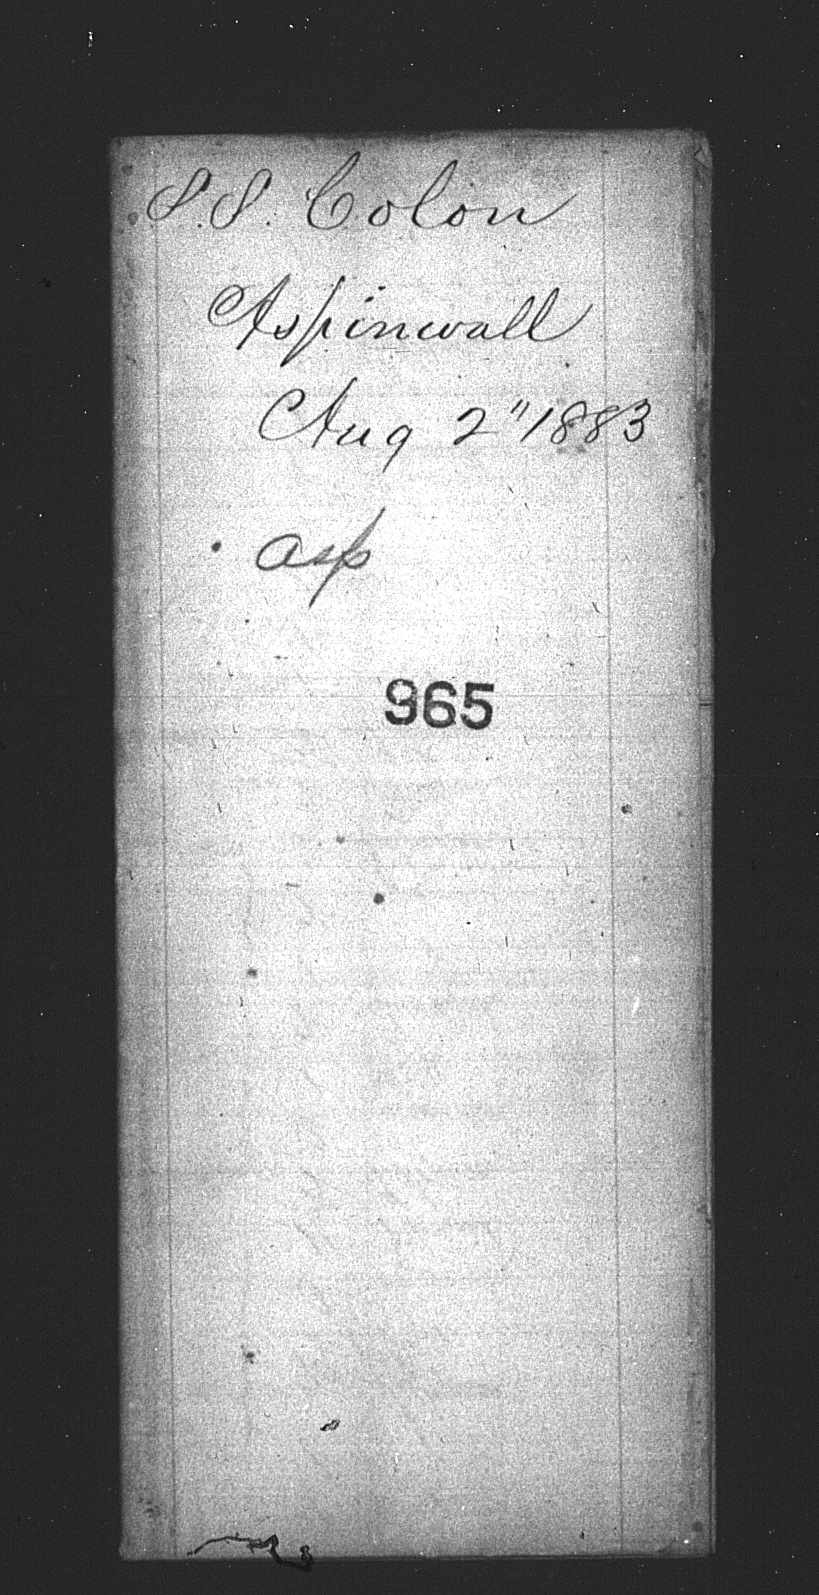 S.S. Colon
Aspinwall
Aug 2" 1883
asp
965